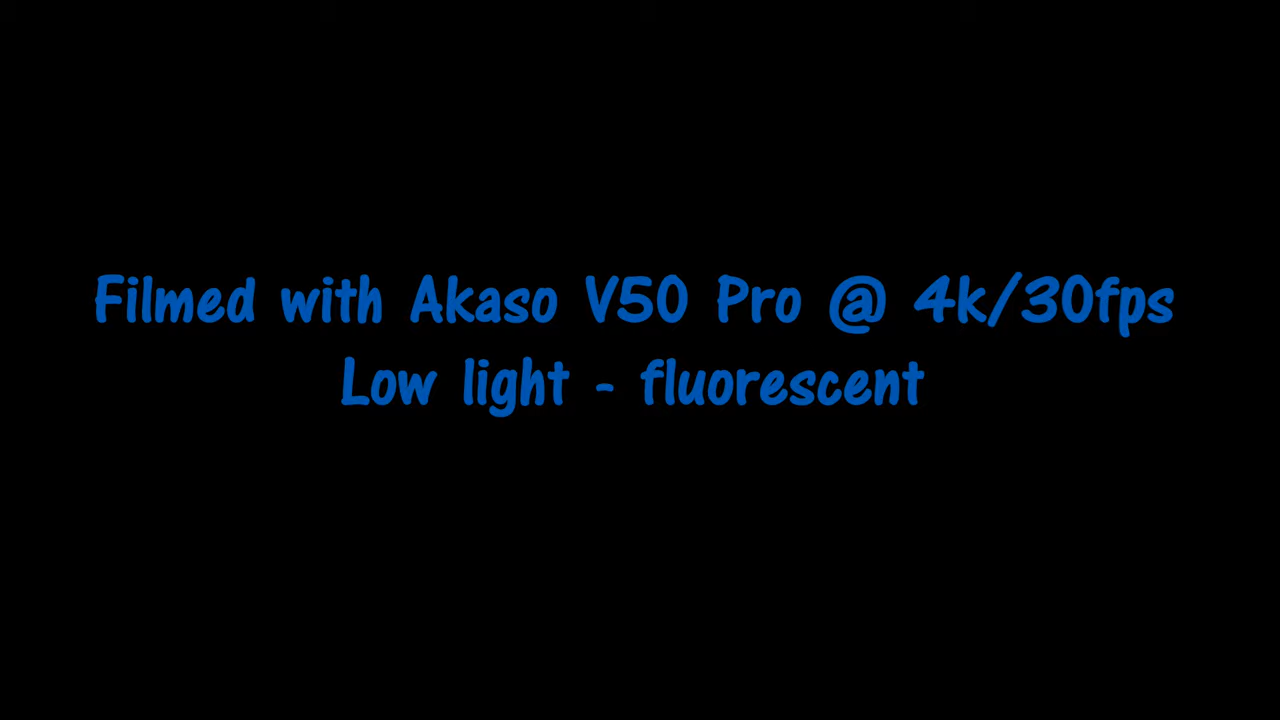 Filmed with Akaso V50 Pro @ 4k/30fps
Low light - fluorescent